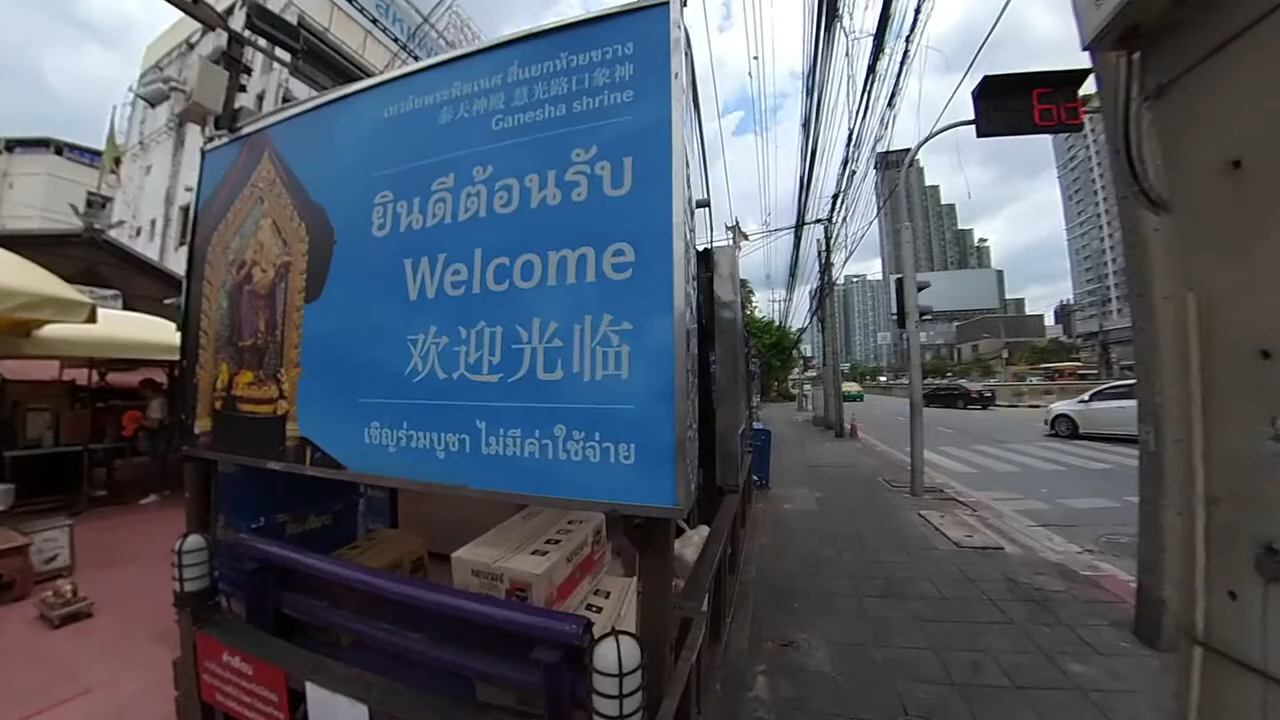 เทวาลัยพระพิฆเนศ สี่แยกห้วยขวาง
泰天神殿 慧光路口象神
Ganesha shrine
ยินดีต้อนรับ
Welcome
欢迎光临
เชิญร่วมบูชา ไม่มีค่าใช้จ่าย